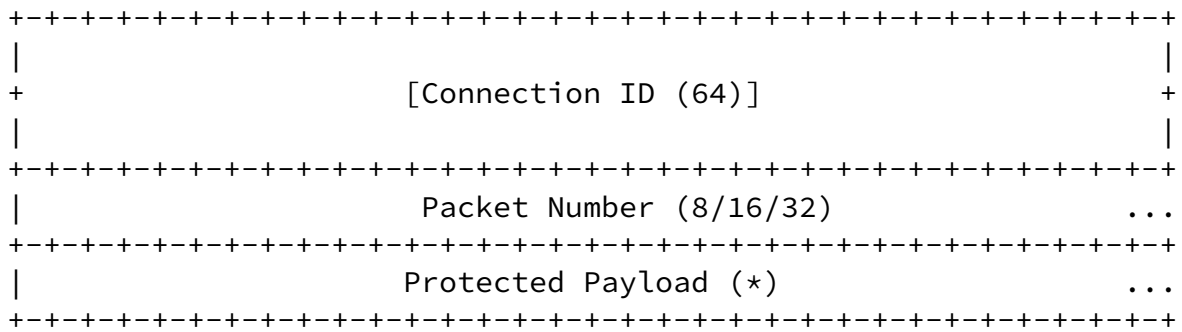 +-+-+-+-+-+-+-+-+-+-+-+-+-+-+-+-+-+-+-+-+-+-+-+-+-+-+-+-+-+-+-+-+
|                                                               |
+                     [Connection ID (64)]                      +
|                                                               |
+-+-+-+-+-+-+-+-+-+-+-+-+-+-+-+-+-+-+-+-+-+-+-+-+-+-+-+-+-+-+-+-+
|                      Packet Number (8/16/32)                ...
+-+-+-+-+-+-+-+-+-+-+-+-+-+-+-+-+-+-+-+-+-+-+-+-+-+-+-+-+-+-+-+-+
|                     Protected Payload (*)                   ...
+-+-+-+-+-+-+-+-+-+-+-+-+-+-+-+-+-+-+-+-+-+-+-+-+-+-+-+-+-+-+-+-+